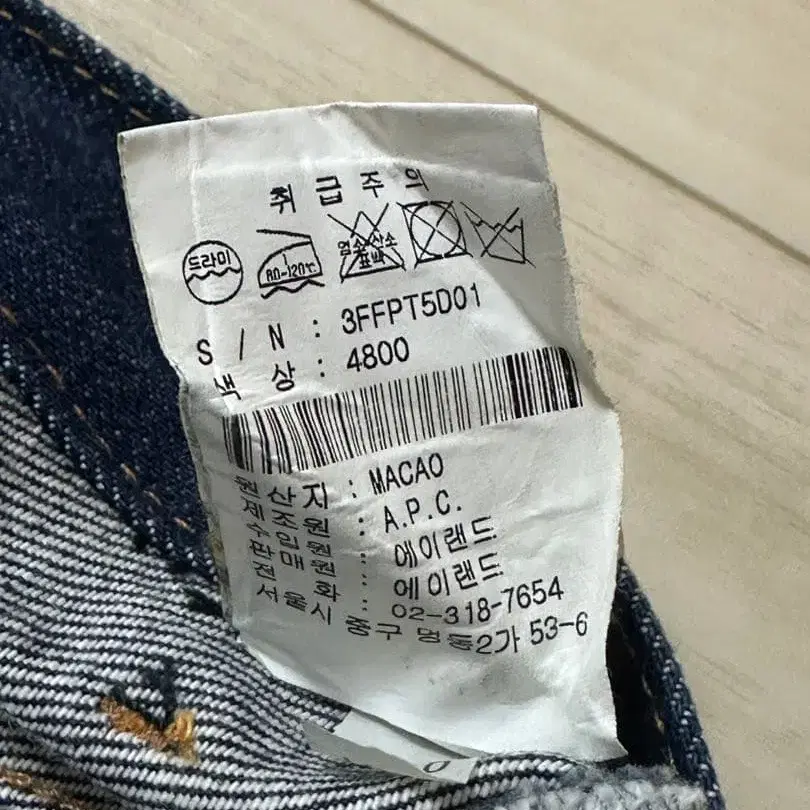 취급주의
드라이
염소 산소
80~120℃ 표백
S / N : 3FFPT5D01
색 상 : 4800
원산지 : MACAO
제조원 : A.P.C.
수입원 : 에이랜드
판매원 : 에이랜드
전 화 : 02-318-7654
서울시 중구 명동2가 53-6